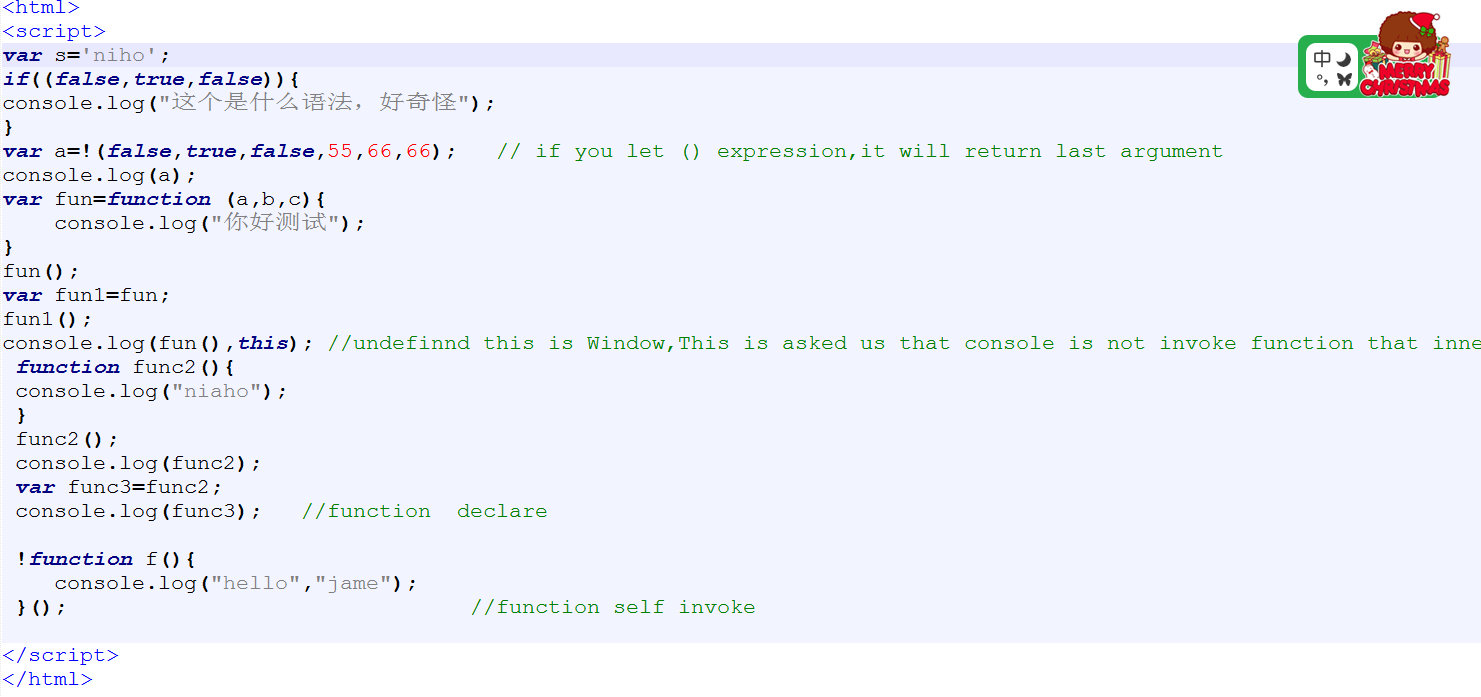 <html>
<script>
var s='niho';
if((false,true,false)){
console.log("这个是什么语法，好奇怪");
}
var a=!(false,true,false,55,66,66);   // if you let () expression,it will return last argument
console.log(a);
var fun=function (a,b,c){
    console.log("你好测试");
}
fun();
var fun1=fun;
fun1();
console.log(fun(),this); //undefinnd this is Window,This is asked us that console is not invoke function that inne
 function func2(){
 console.log("niaho");
 }
 func2();
 console.log(func2);
 var func3=func2;
 console.log(func3);   //function  declare
 !function f(){
    console.log("hello","jame");
 }();                               //function self invoke
</script>
</html>
中
°,
MERRY
CHRISTMAS